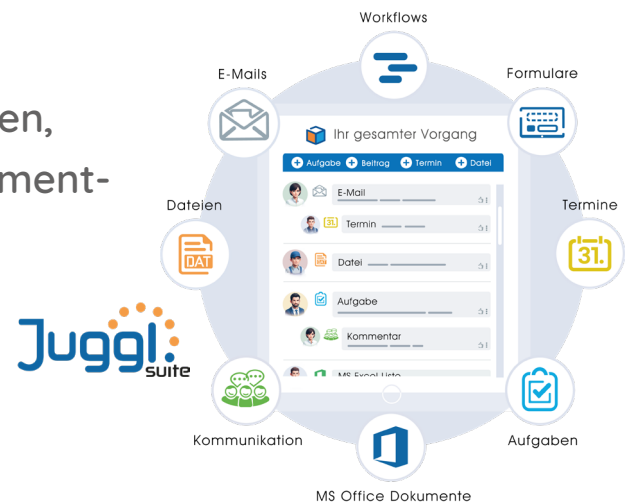 Workflows
E-Mails
Formulare
en,
ment-
Ihr gesamter Vorgang
Aufgabe Beitrag Termin Datei
E-Mail
31. Termin
Dateien
Termine
DAT
Datei
31.
Aufgabe
Juggl:
suite
Kommentar
MS Excel Liste
Kommunikation
Aufgaben
MS Office Dokumente